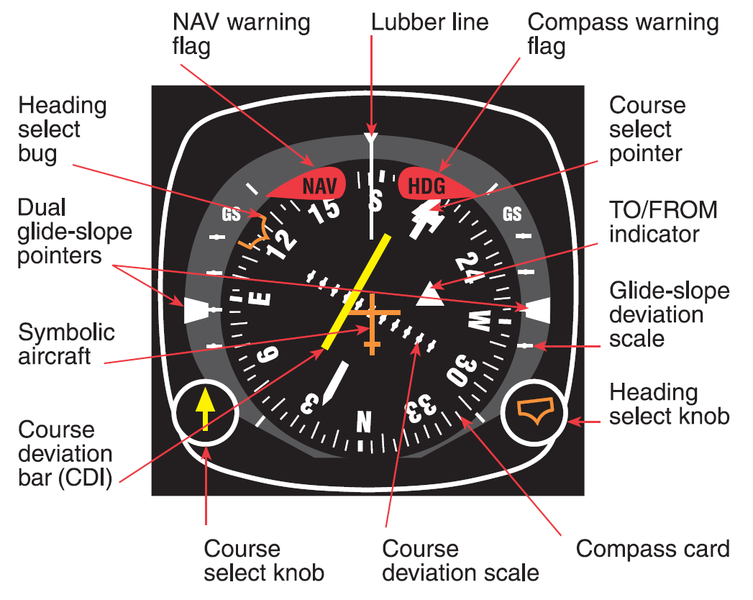 NAV warning
flag
Lubber line
Compass warning
flag
Heading
select
bug
Course
select
pointer
NAV
HDG
GS
GS
15
S
12
24
E
W
6
30
3
N
33
Dual
glide-slope
pointers
TO/FROM
indicator
Symbolic
aircraft
Glide-slope
deviation
scale
Course
deviation
bar (CDI)
Heading
select knob
Course
select knob
Course
deviation scale
Compass card